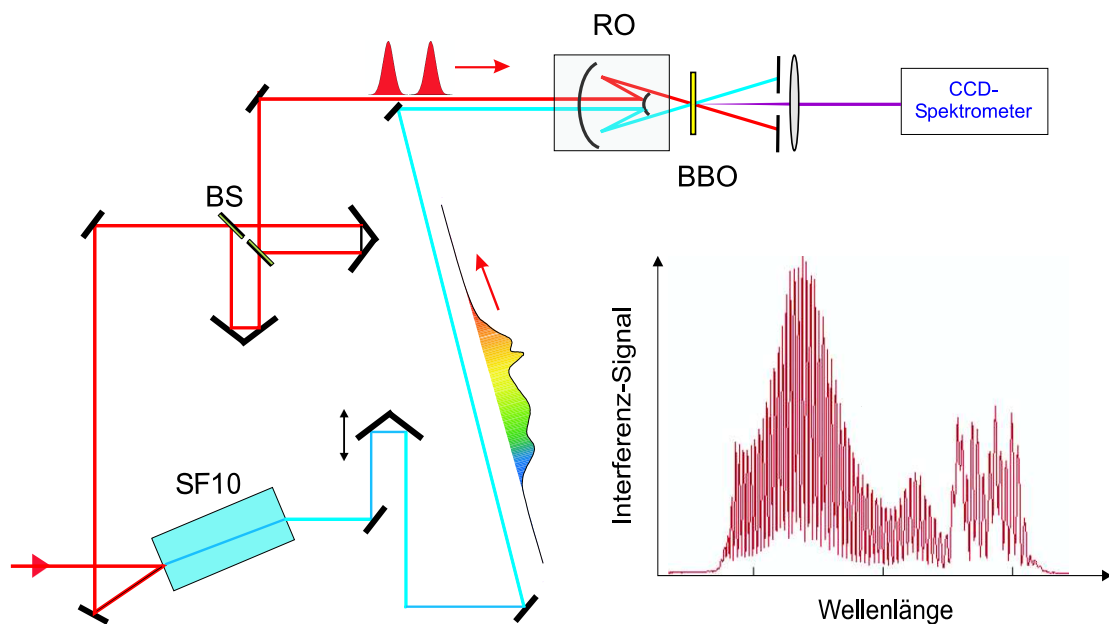 RO
CCD-
Spektrometer
BBO
BS
SF10
Interferenz-Signal
Wellenlänge